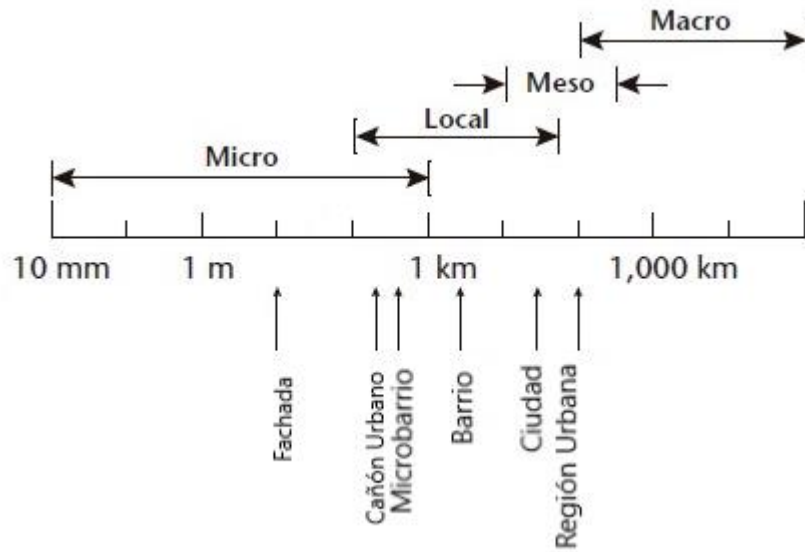 Macro
Meso
Local
Micro
10 mm 1 m 1 km 1,000 km
Fachada
Cañón Urbano
Microbarrio
Barrio
Ciudad
Región Urbana